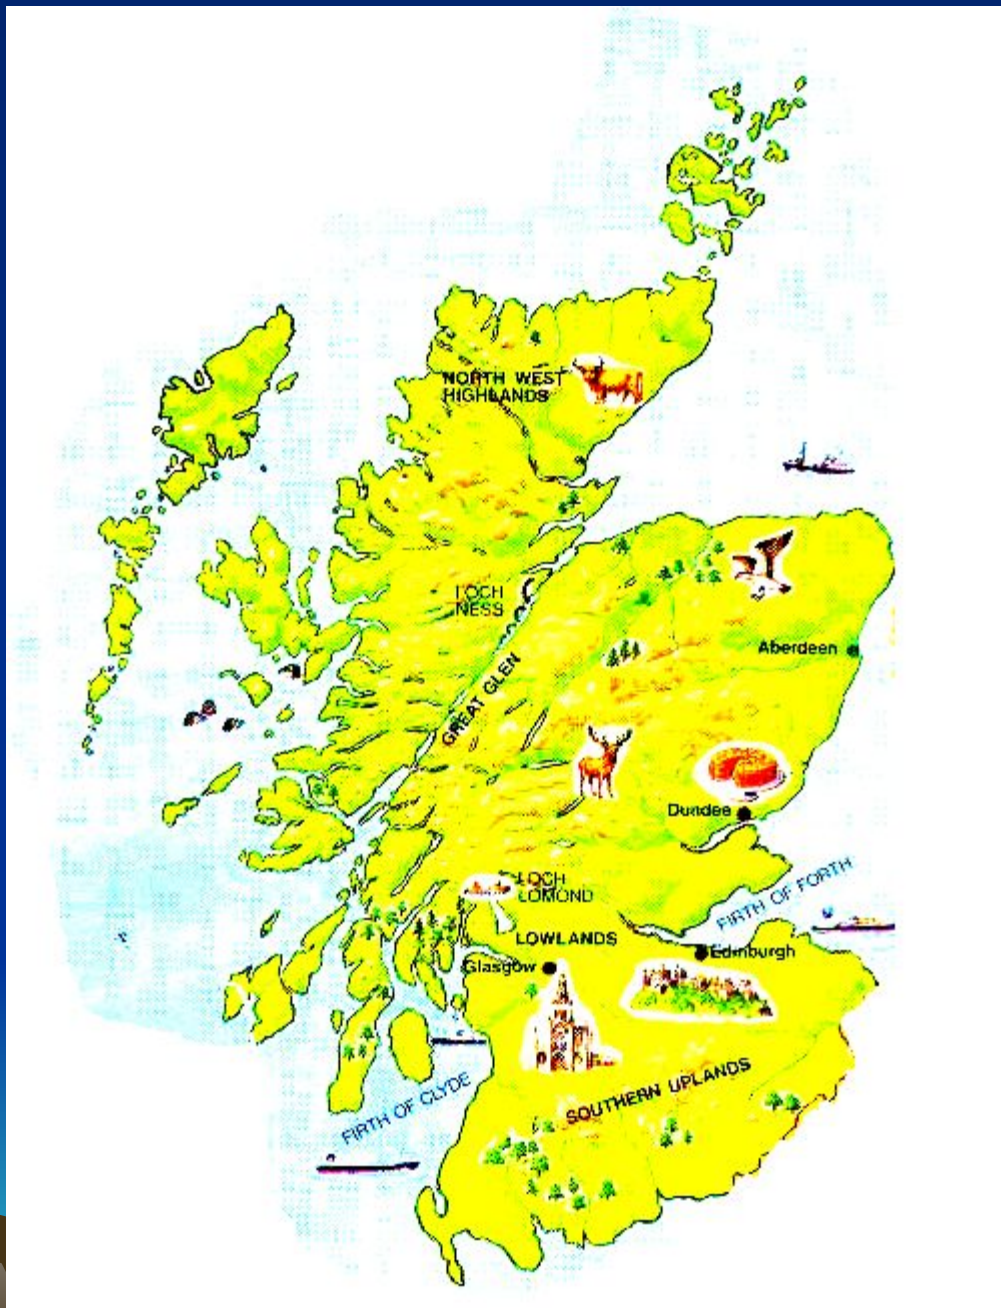 NORTH WEST
HIGHLANDS
LOCH
NESS
GREAT GLEN
Aberdeen
Dundee
LOCH
LOMOND
FIRTH OF FORTH
LOWLANDS
Edinburgh
Glasgow
SOUTHERN UPLANDS
FIRTH OF CLYDE